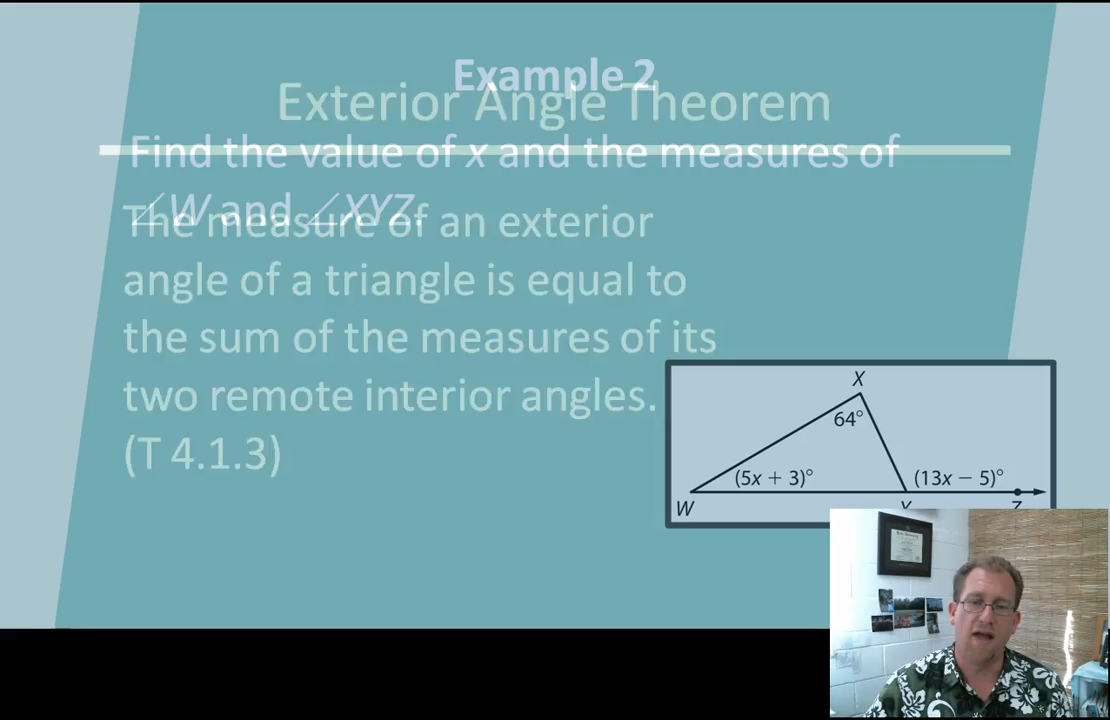 Example 2
Exterior Angle Theorem
Find the value of x and the measures of
∠W and ∠XYZ.
The measure of an exterior
angle of a triangle is equal to
the sum of the measures of its
two remote interior angles.
(T 4.1.3)
X
64°
(5x + 3)°
(13x − 5)°
W
Y
Z